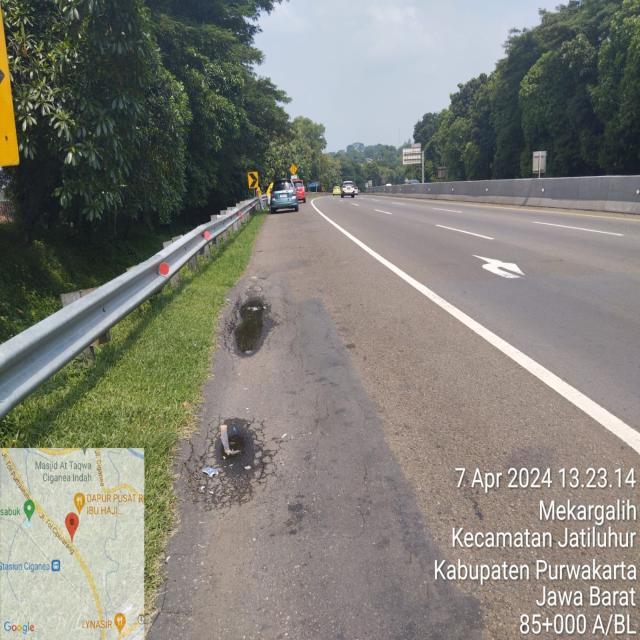 7 Apr 2024 13.23.14
Mekargalih
Kecamatan Jatiluhur
Kabupaten Purwakarta
Jawa Barat
85+000 A/BL
Masjid At Taqwa
Ciganea Indah
DAPUR PUSAT R
IBU HAJI
sabuk
Stasiun Ciganea
LYNASIR
Google